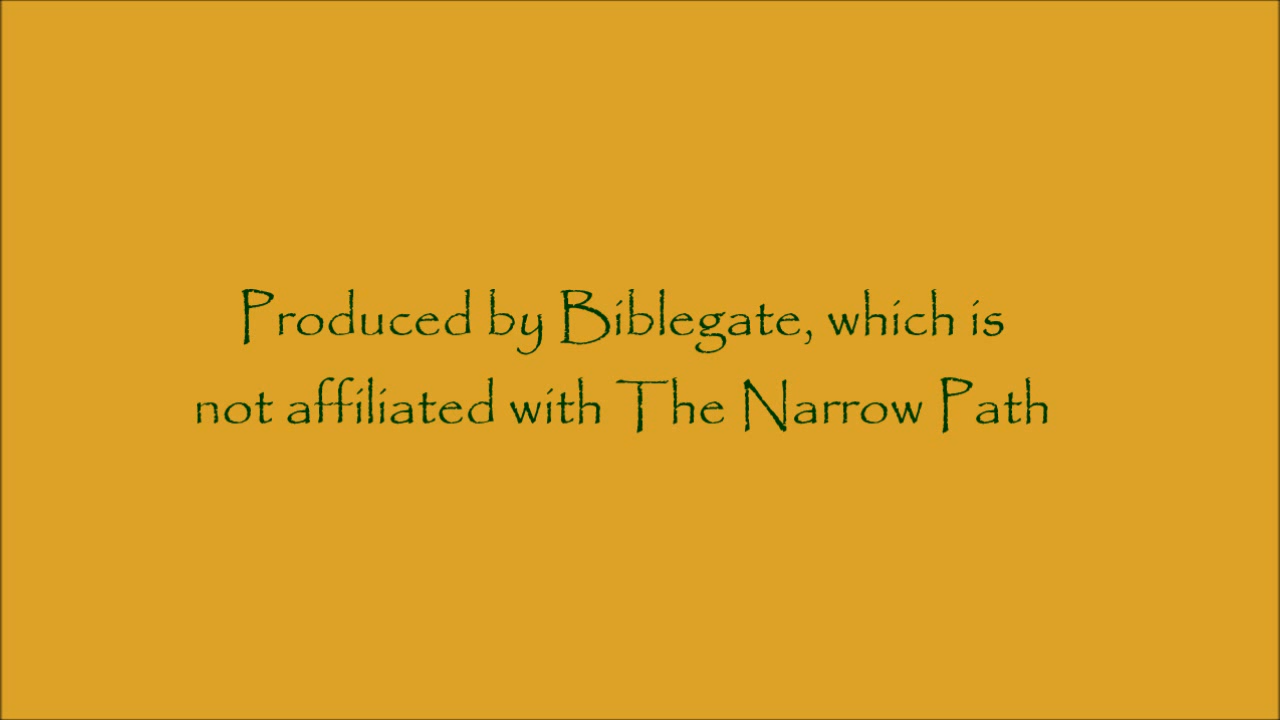 Produced by Biblegate, which is
not affiliated with The Narrow Path